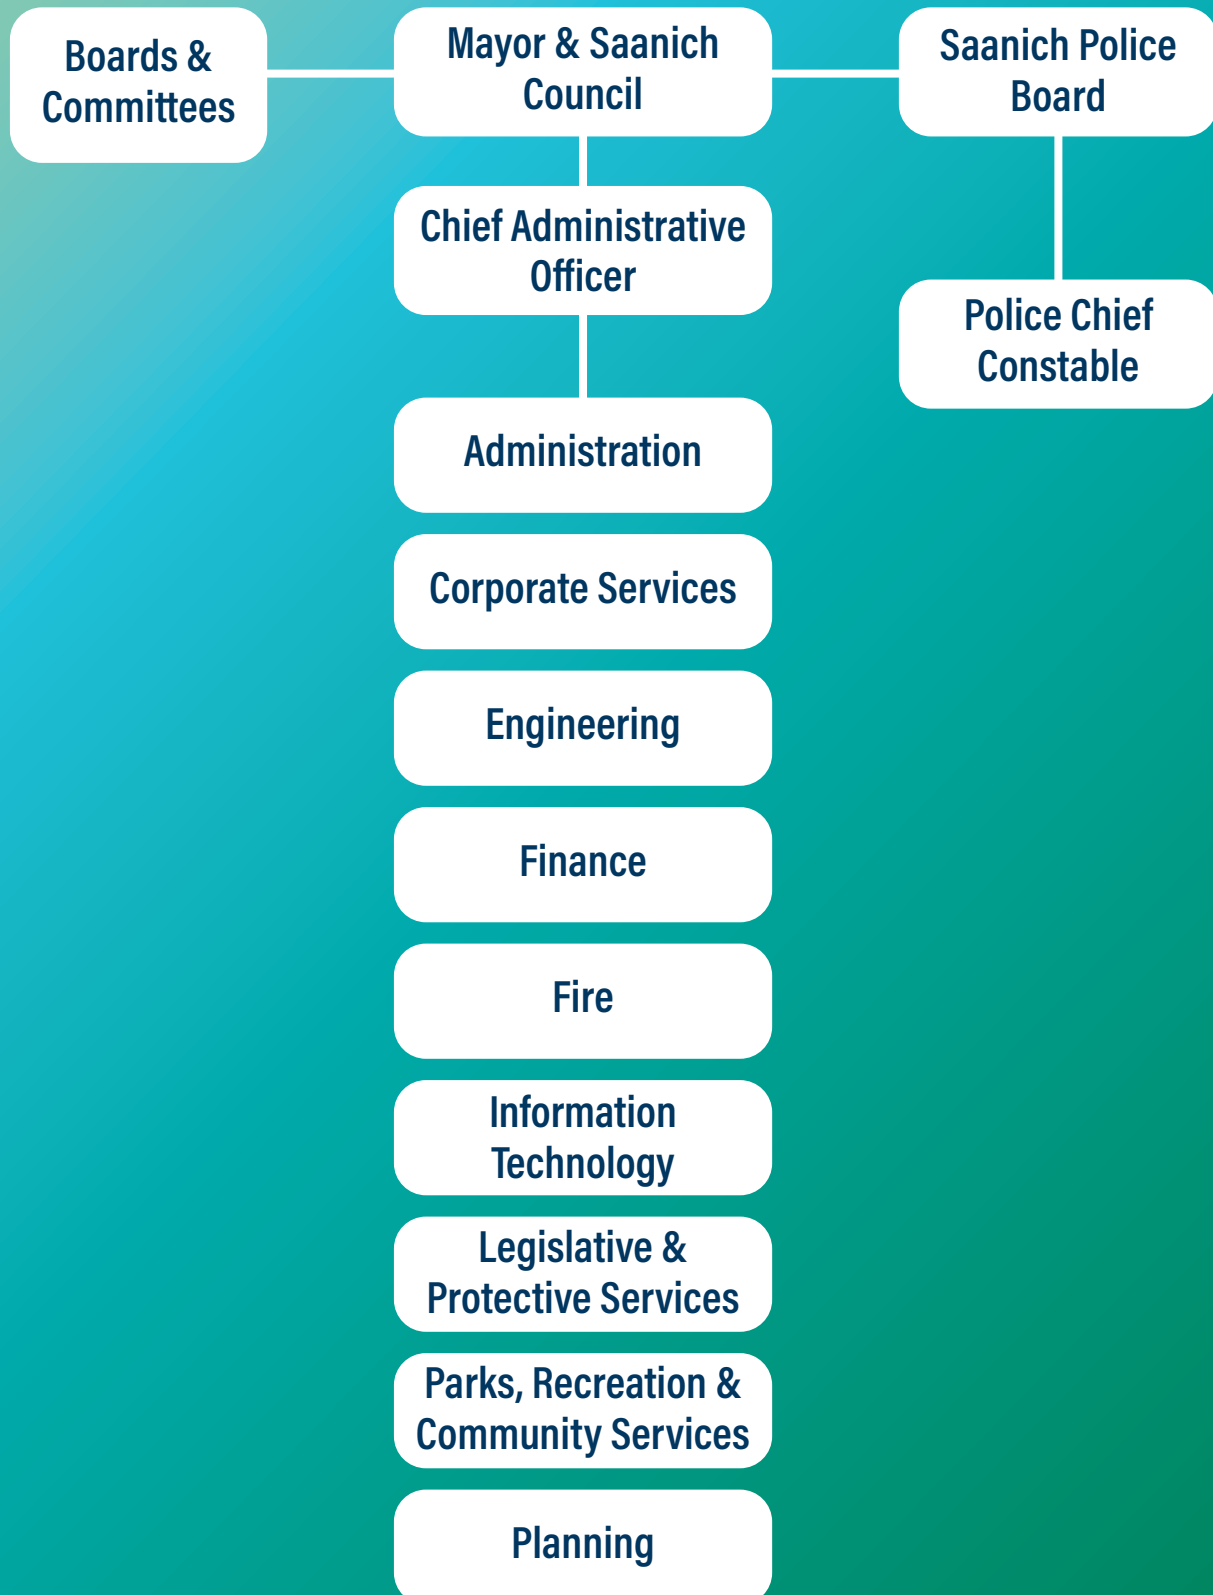 Boards &
Committees
Mayor & Saanich
Council
Saanich Police
Board
Chief Administrative
Officer
Police Chief
Constable
Administration
Corporate Services
Engineering
Finance
Fire
Information
Technology
Legislative &
Protective Services
Parks, Recreation &
Community Services
Planning